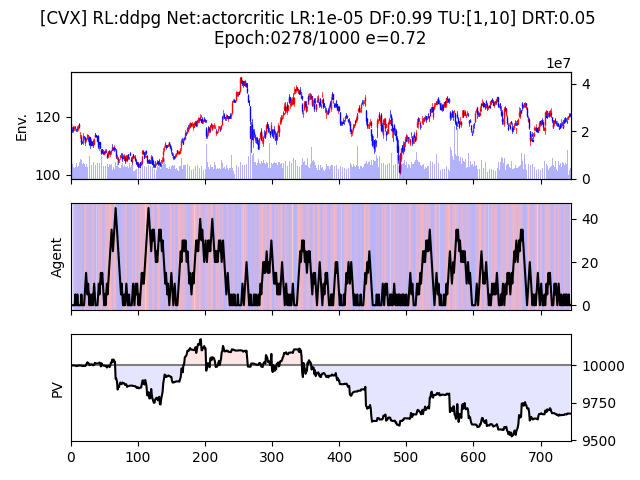 [CVX] RL:ddpg Net:actorcritic LR:1e-05 DF:0.99 TU:[1,10] DRT:0.05
Epoch:0278/1000 e=0.72
1e7
Env.
120
100
4
2
0
Agent
40
20
0
PV
10000
9750
9500
0 100 200 300 400 500 600 700